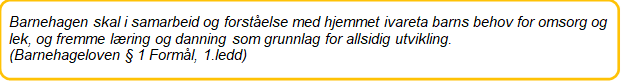 Barnehagen skal i samarbeid og forståelse med hjemmet ivareta barns behov for omsorg og
lek, og fremme læring og danning som grunnlag for allsidig utvikling.
(Barnehageloven § 1 Formål, 1.ledd)